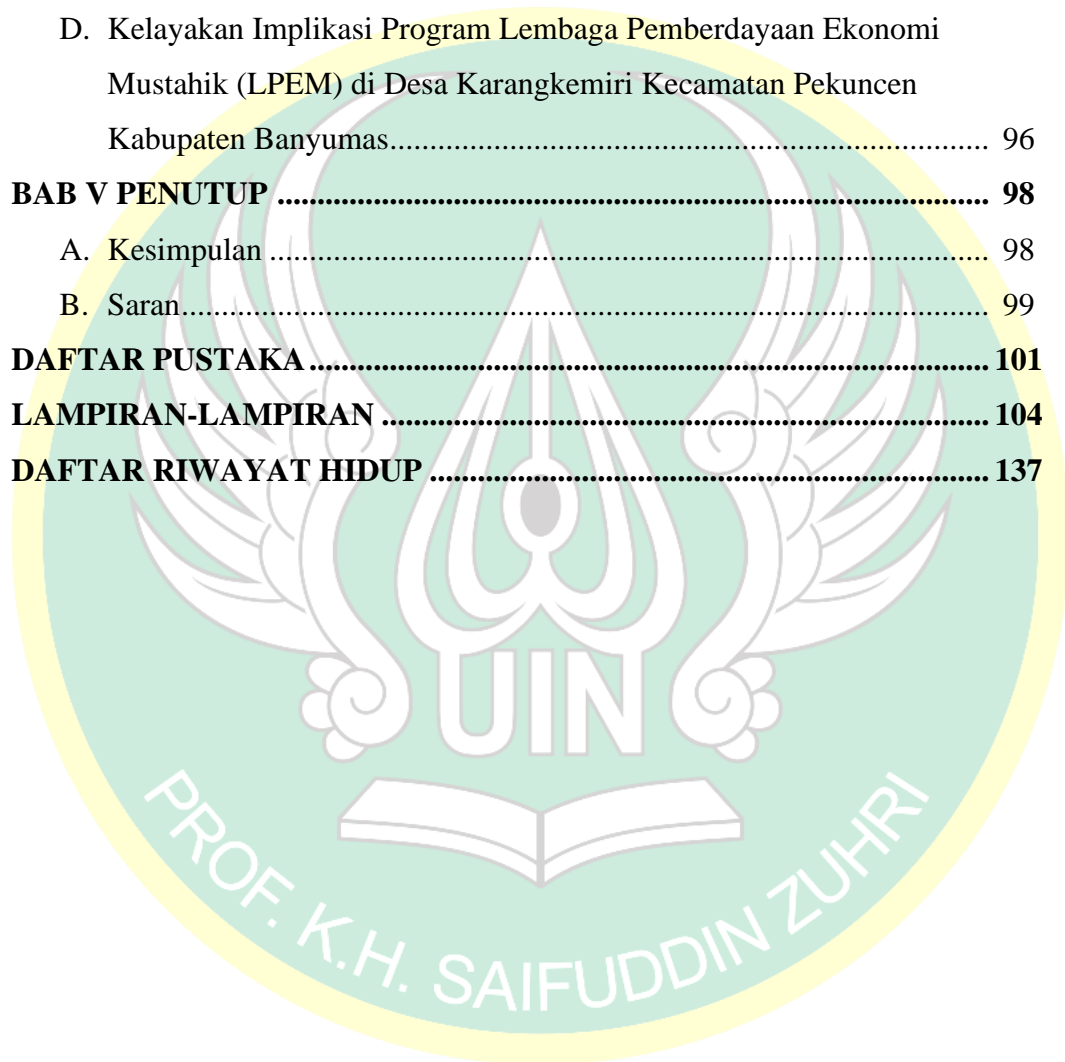 D. Kelayakan Implikasi Program Lembaga Pemberdayaan Ekonomi
Mustahik (LPEM) di Desa Karangkemiri Kecamatan Pekuncen
Kabupaten Banyumas........................................................................... 96
BAB V PENUTUP ......................................................................................... 98
A. Kesimpulan .......................................................................................... 98
B. Saran..................................................................................................... 99
DAFTAR PUSTAKA ..................................................................................... 101
LAMPIRAN-LAMPIRAN ............................................................................ 104
DAFTAR RIWAYAT HIDUP ...................................................................... 137
UIN
PROF. K.H. SAIFUDDIN ZUHRI